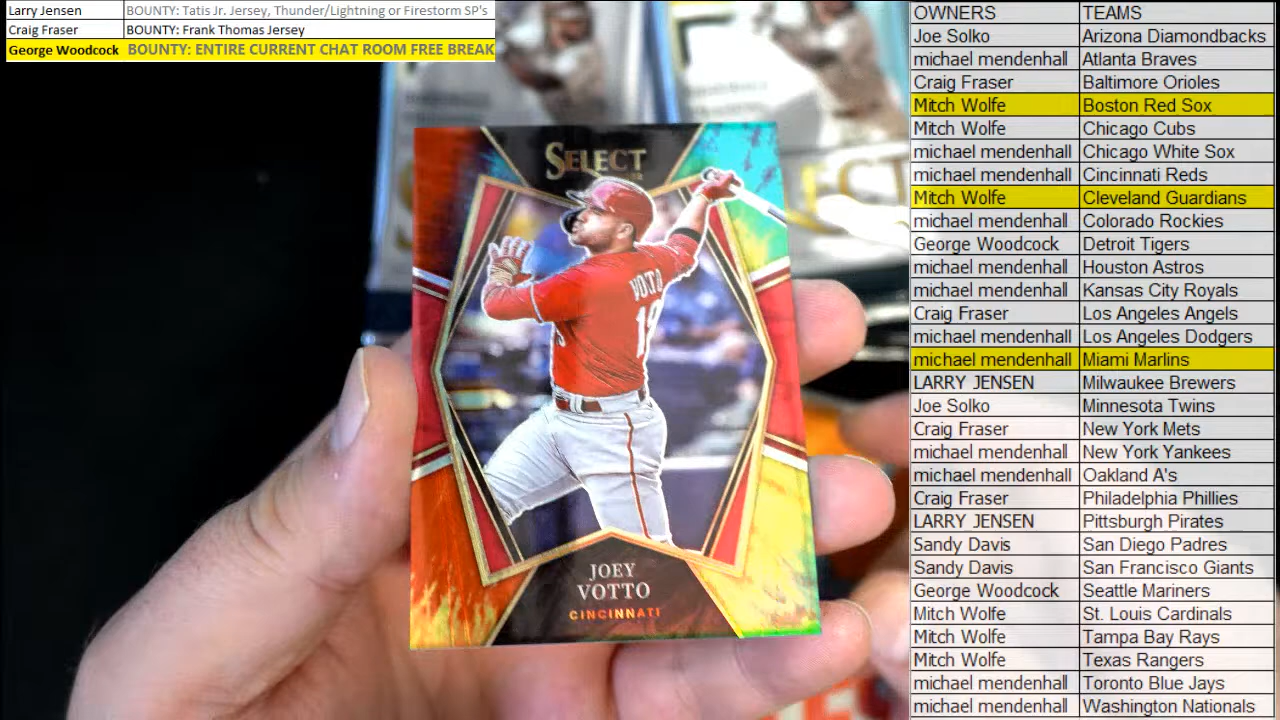 Larry Jensen BOUNTY: Tatis Jr. Jersey, Thunder/Lightning or Firestorm SP's
Craig Fraser BOUNTY: Frank Thomas Jersey
George Woodcock BOUNTY: ENTIRE CURRENT CHAT ROOM FREE BREAK
SELECT
VOTTO
19
JOEY
VOTTO
CINCINNATI
OWNERS TEAMS
Joe Solko Arizona Diamondbacks
michael mendenhall Atlanta Braves
Craig Fraser Baltimore Orioles
Mitch Wolfe Boston Red Sox
Mitch Wolfe Chicago Cubs
michael mendenhall Chicago White Sox
michael mendenhall Cincinnati Reds
Mitch Wolfe Cleveland Guardians
michael mendenhall Colorado Rockies
George Woodcock Detroit Tigers
michael mendenhall Houston Astros
michael mendenhall Kansas City Royals
Craig Fraser Los Angeles Angels
michael mendenhall Los Angeles Dodgers
michael mendenhall Miami Marlins
LARRY JENSEN Milwaukee Brewers
Joe Solko Minnesota Twins
Craig Fraser New York Mets
michael mendenhall New York Yankees
michael mendenhall Oakland A's
Craig Fraser Philadelphia Phillies
LARRY JENSEN Pittsburgh Pirates
Sandy Davis San Diego Padres
Sandy Davis San Francisco Giants
George Woodcock Seattle Mariners
Mitch Wolfe St. Louis Cardinals
Mitch Wolfe Tampa Bay Rays
Mitch Wolfe Texas Rangers
michael mendenhall Toronto Blue Jays
michael mendenhall Washington Nationals